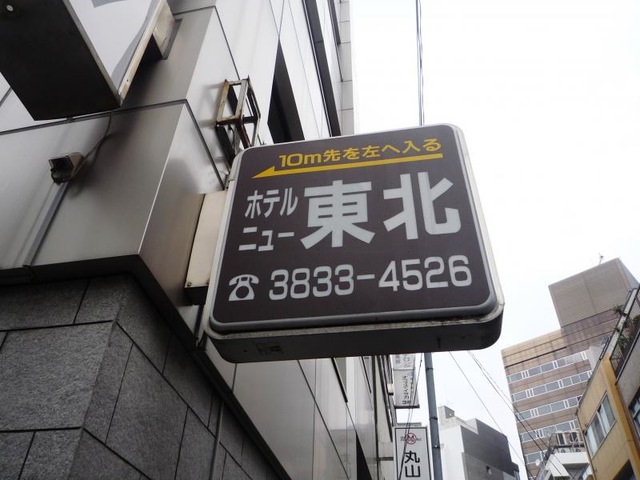 10m先を左へ入る
ホテル
ニュー
東北
☎ 3833-4526
丸山